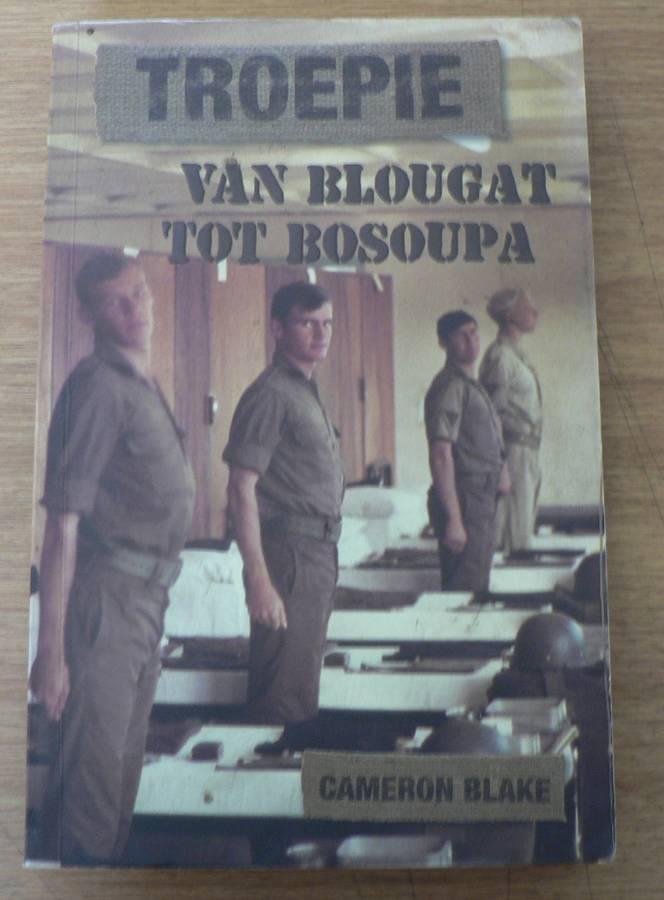 TROEPIE
VAN BLOUGAT
TOT BOSOUPA
CAMERON BLAKE